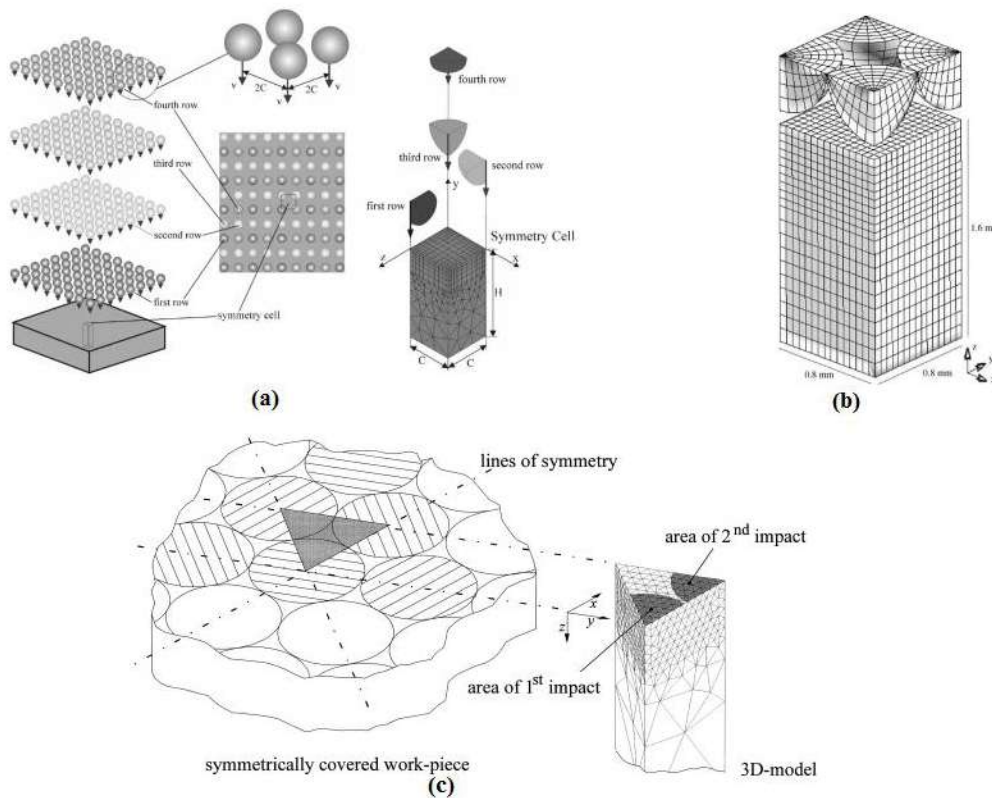 fourth row
third row
second row
first row
symmetry cell
2C
2C
v
v
v
fourth row
third row
second row
first row
y
Symmetry Cell
z
x
H
C
C
(a)
1.6 m
0.8 mm
0.8 mm
z
y
(b)
lines of symmetry
area of 2nd impact
x
y
z
area of 1st impact
symmetrically covered work-piece
3D-model
(c)